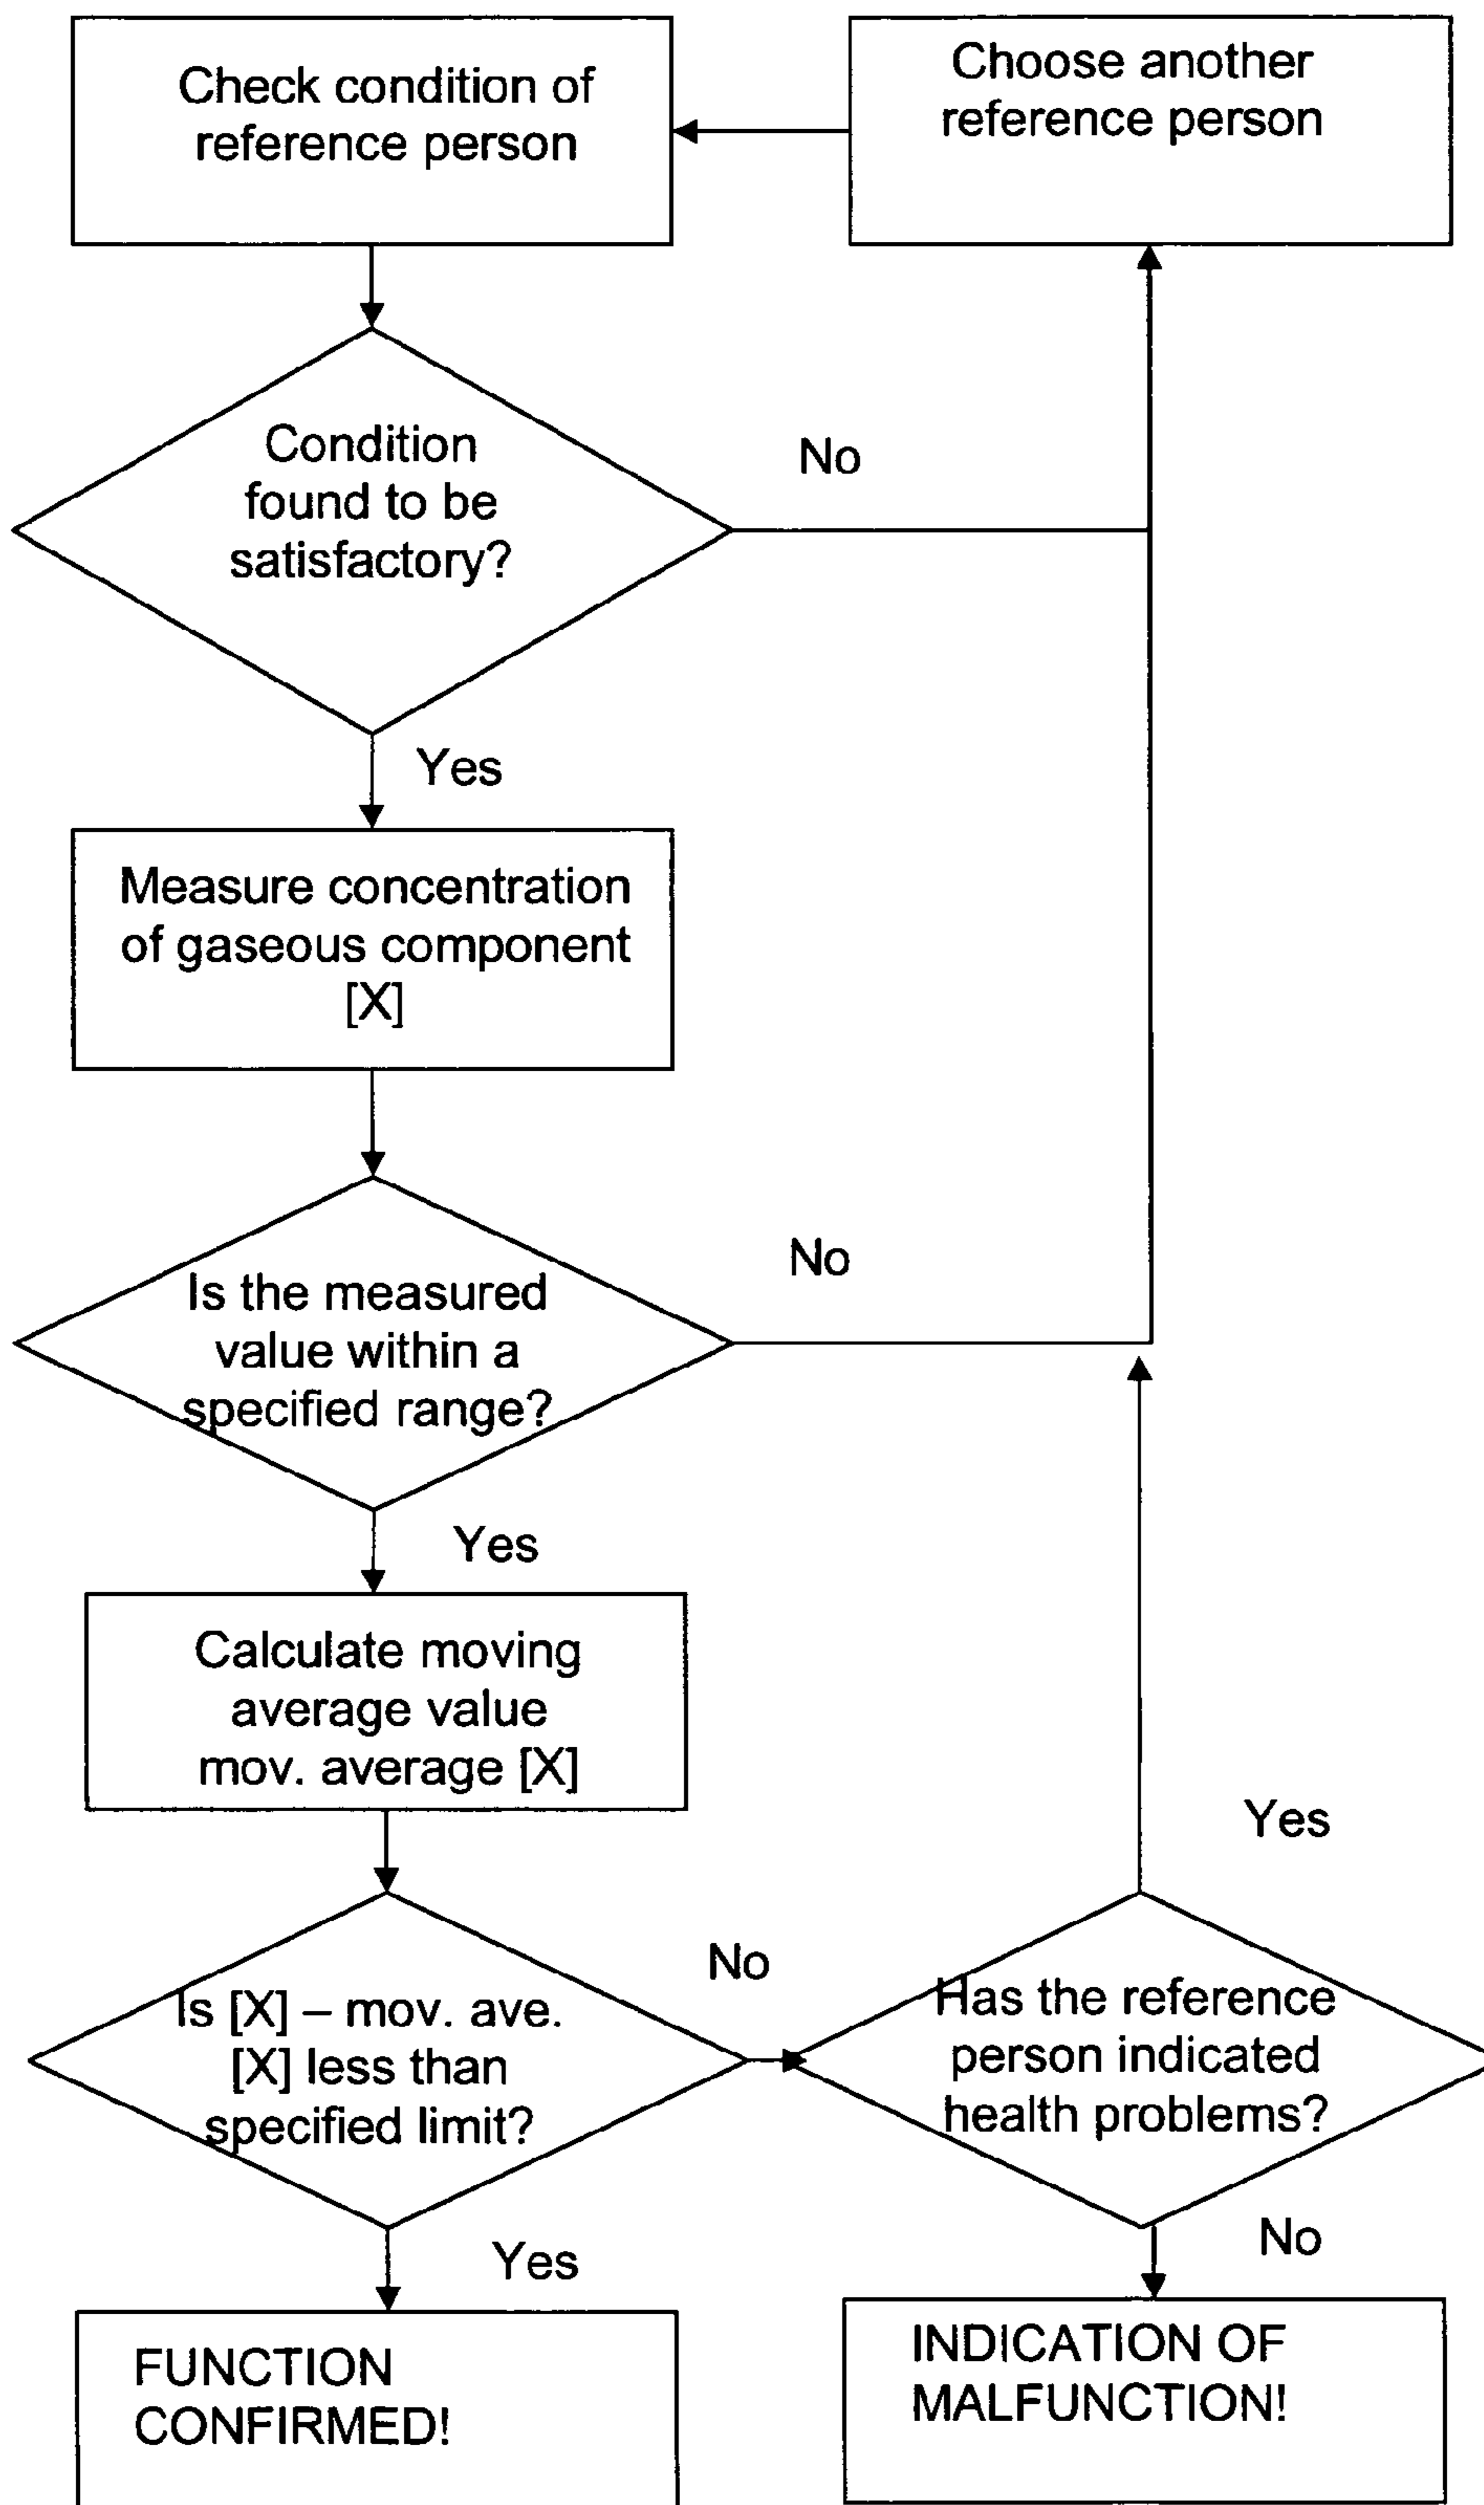 Check condition of
reference person
Choose another
reference person
Condition
found to be
satisfactory?
No
Yes
Measure concentration
of gaseous component
[X]
Is the measured
value within a
specified range?
No
Yes
Calculate moving
average value
mov. average [X]
Yes
Is [X] – mov. ave.
[X] less than
specified limit?
No
Has the reference
person indicated
health problems?
Yes
No
FUNCTION
CONFIRMED!
INDICATION OF
MALFUNCTION!